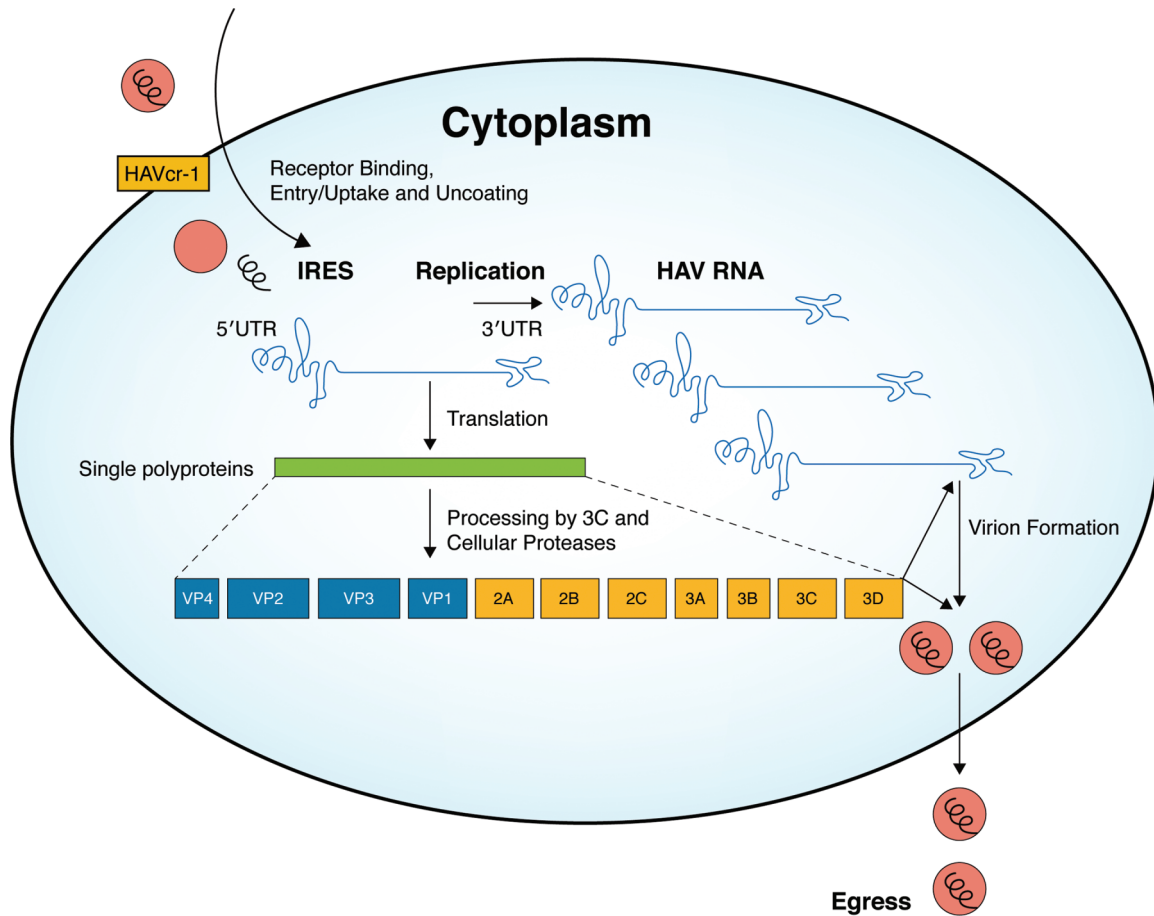 Cytoplasm
HAVcr-1
Receptor Binding,
Entry/Uptake and Uncoating
IRES
Replication
HAV RNA
5′UTR
3′UTR
Translation
Single polyproteins
Processing by 3C and
Cellular Proteases
Virion Formation
VP4 VP2 VP3 VP1 2A 2B 2C 3A 3B 3C 3D
Egress